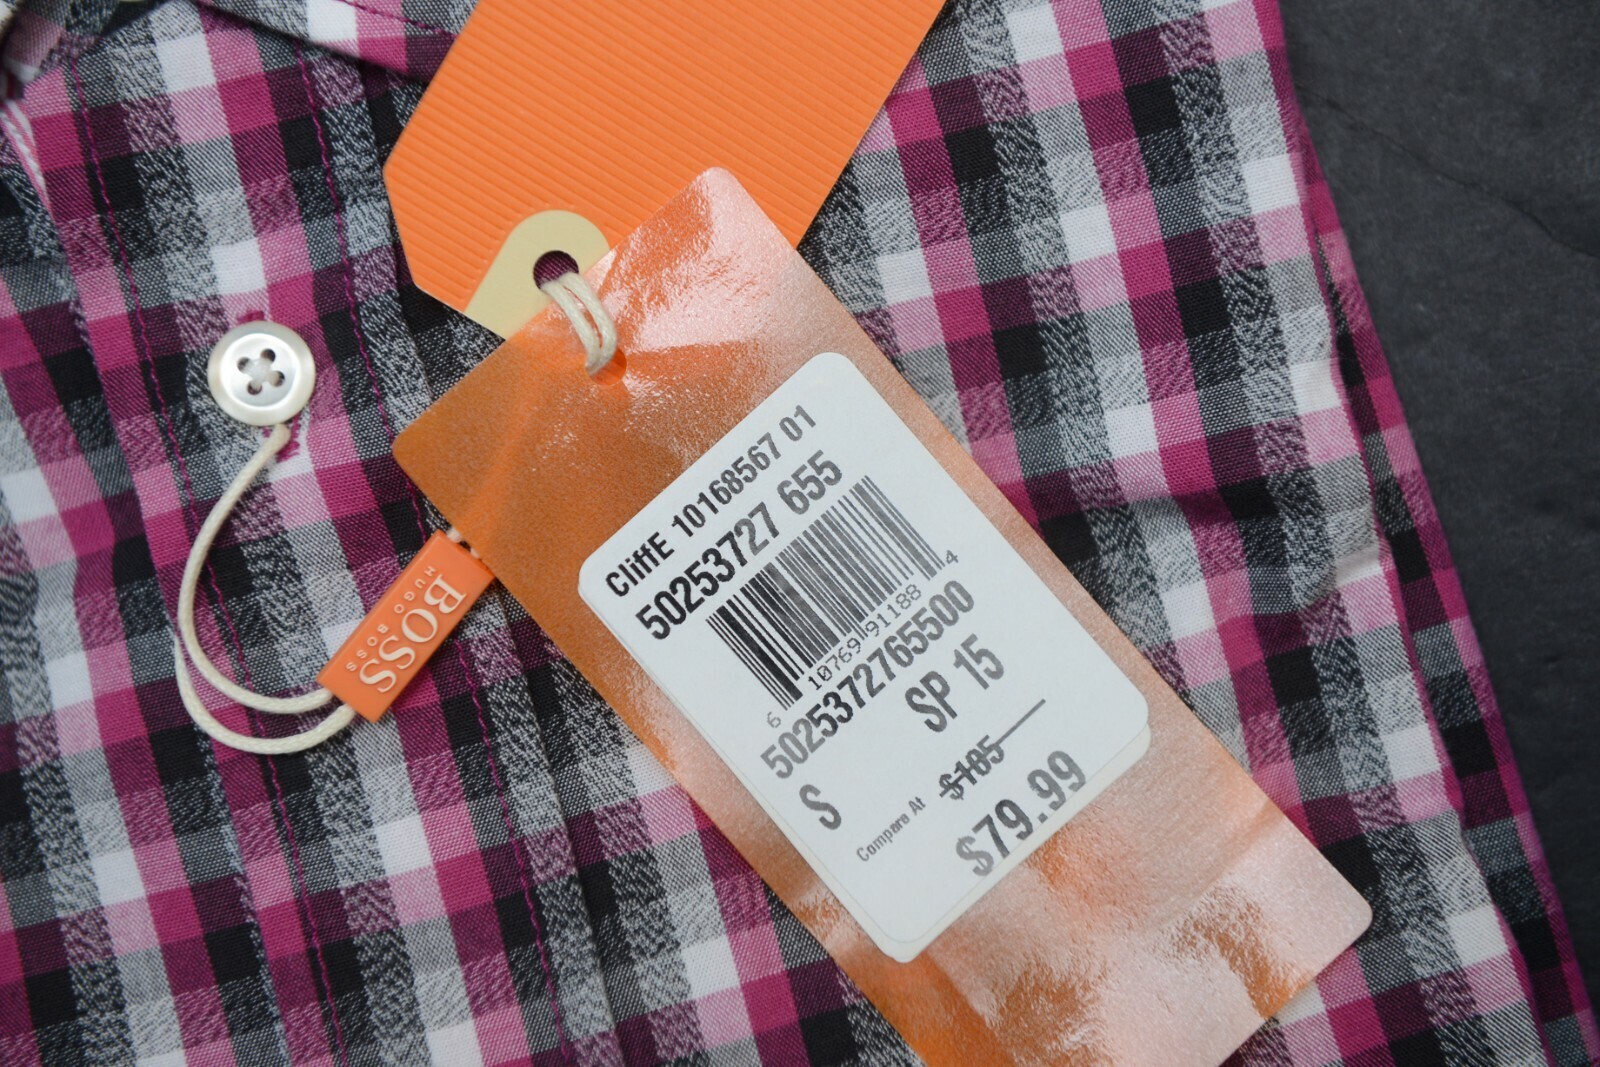 CliffE 10168567 01
50253727 655
6 10769 91188 4
5025372765500
SP 15
S
Compare At $105
$79.99
BOSS
HUGO BOSS